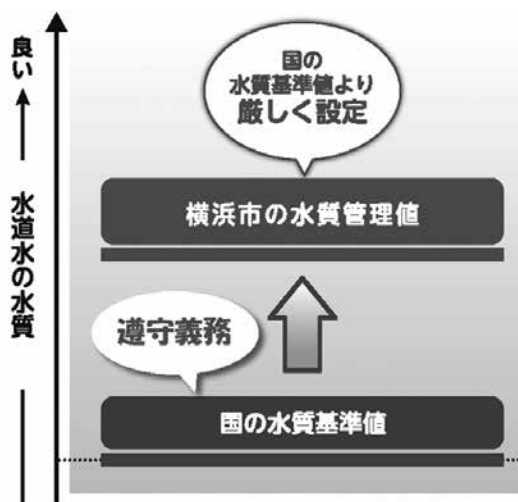 良い
水道水の水質
国の
水質基準値より
厳しく設定
横浜市の水質管理値
遵守義務
国の水質基準値